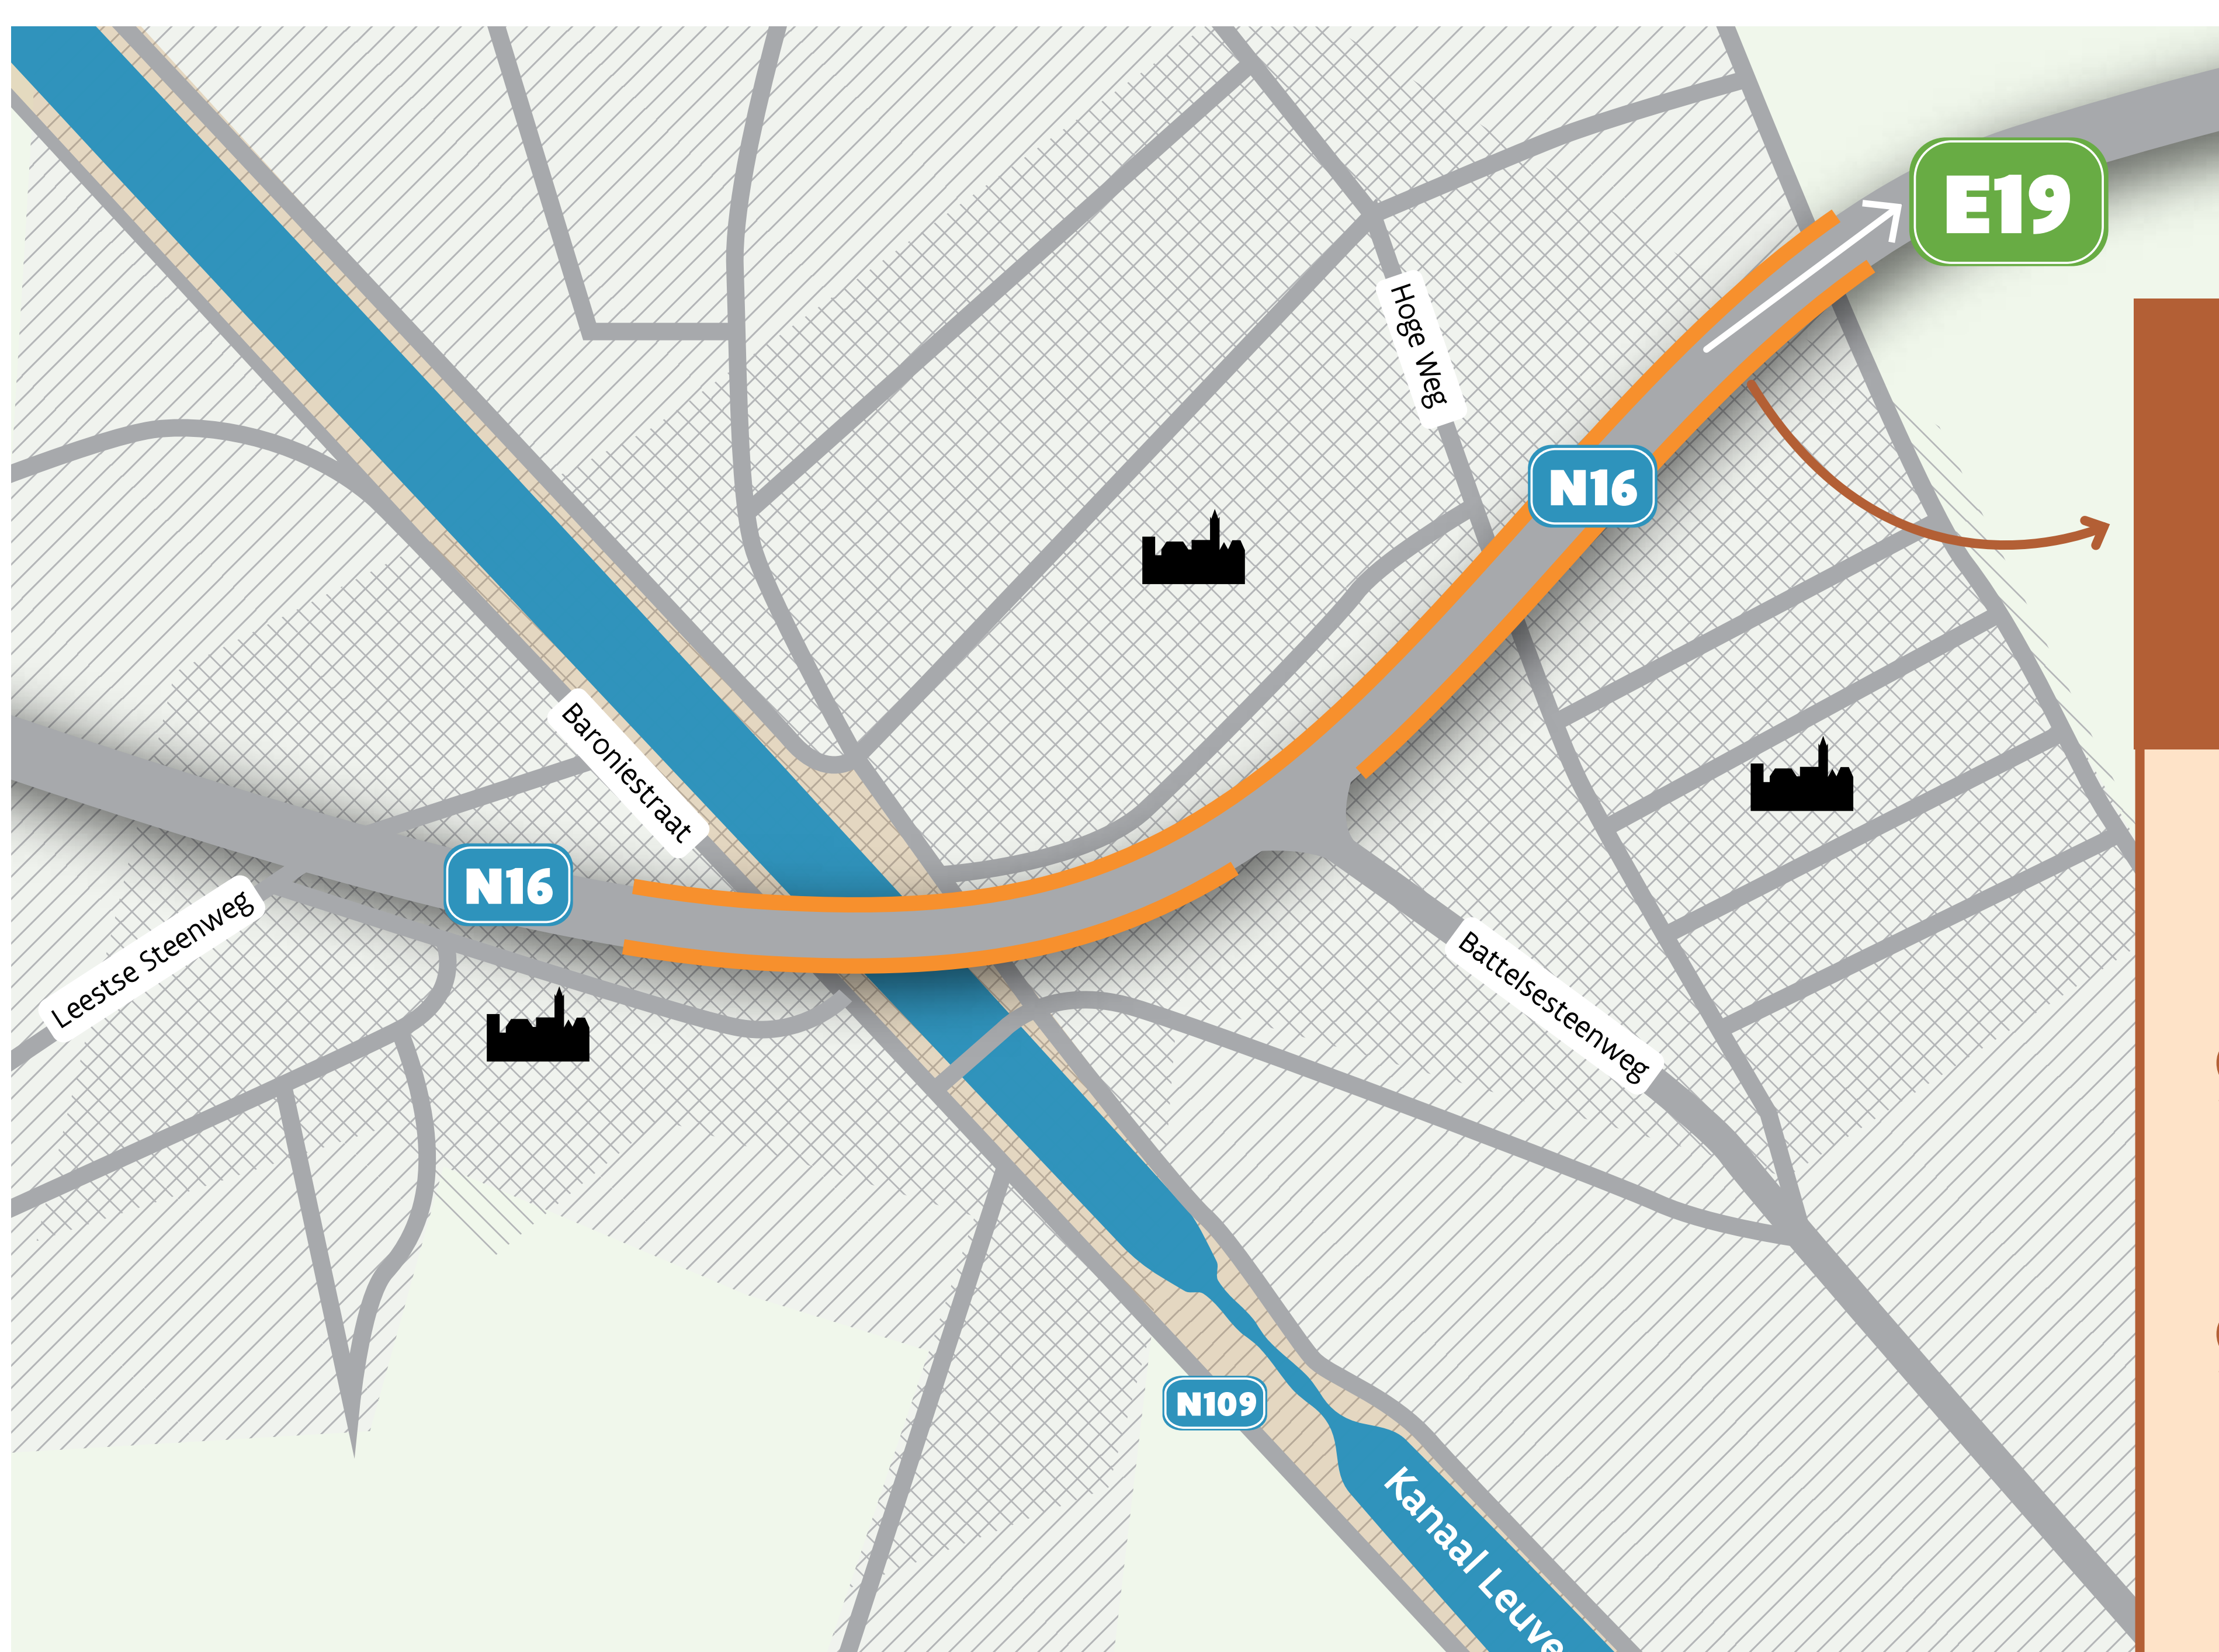 E19
Hoge Weg
N16
Baroniestraat
N16
Leestse Steenweg
Battelsesteenweg
N109
Kanaal Leuve